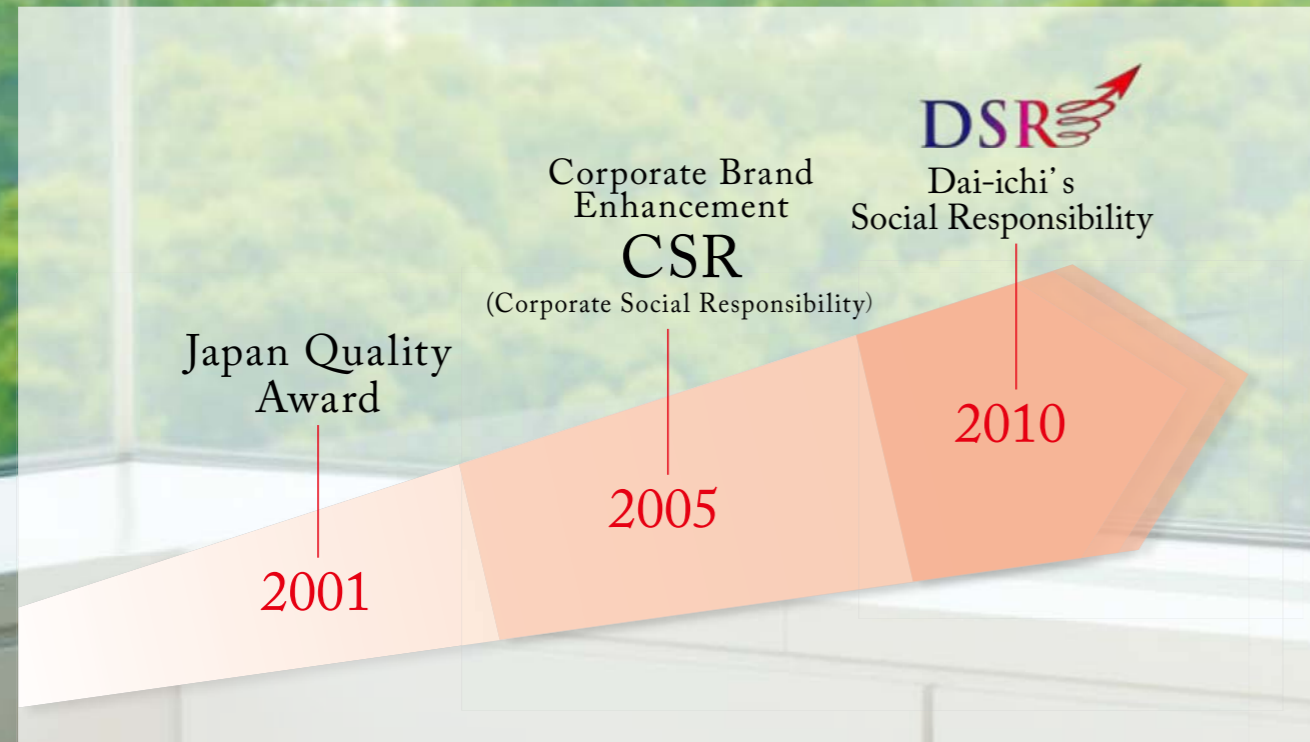 Japan Quality
Award
2001
Corporate Brand
Enhancement
CSR
(Corporate Social Responsibility)
2005
DSR
Dai-ichi’s
Social Responsibility
2010